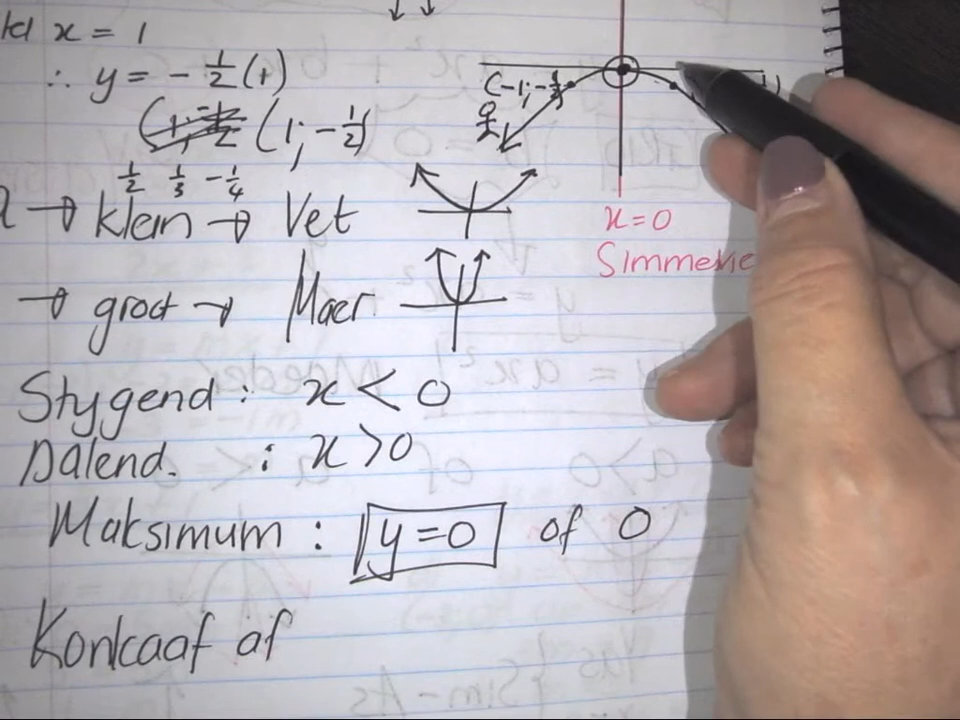 x = 1
∴ y = - 1/2 (1)
(1; - 1/2)
(-1; - 1/2)
1/2 1/3 - 1/4
a → klein → Vet
→ groot → Maer
x = 0
Simmetrie
Stygend : x < 0
Dalend. : x > 0
Maksimum : y = 0 of 0
Konkaaf af